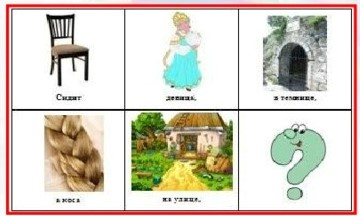 Сидит
девица,
в темнице,
а коса
на улице,
?